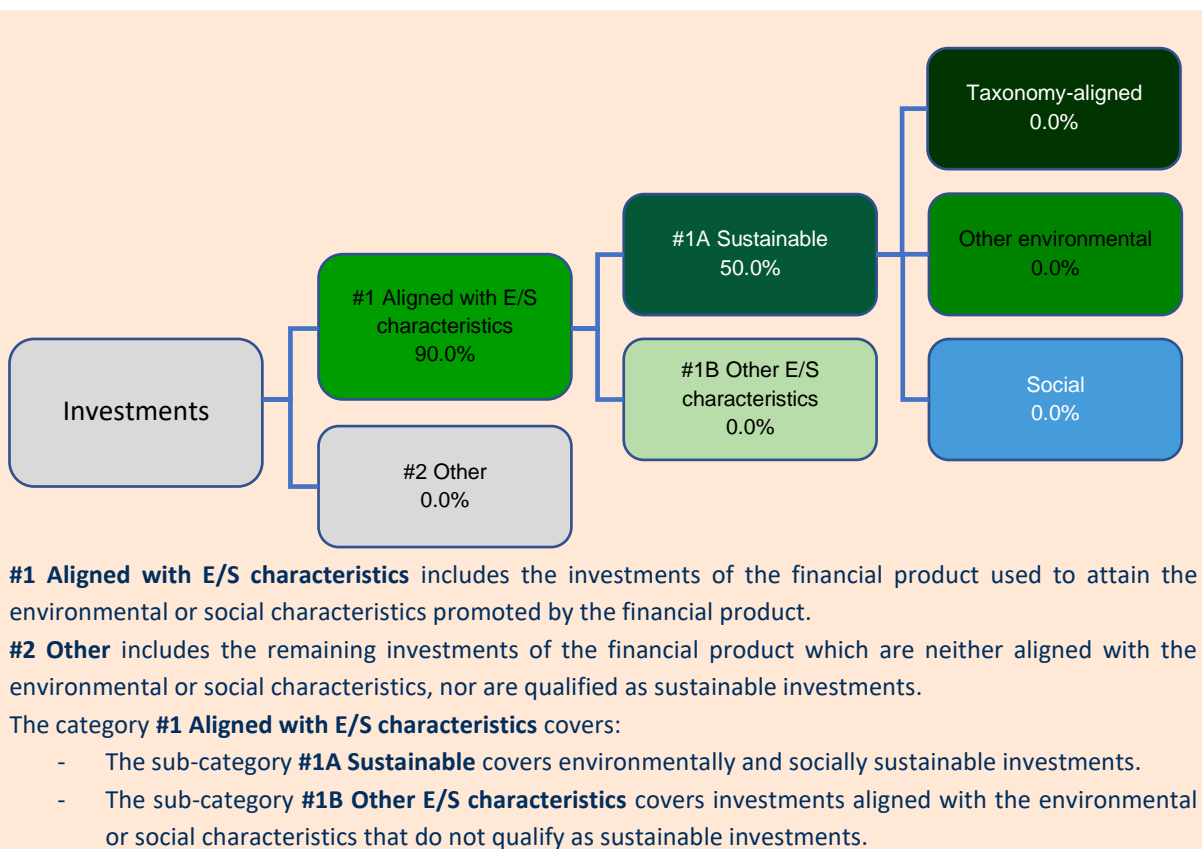 Taxonomy-aligned
0.0%
#1A Sustainable
50.0%
Other environmental
0.0%
#1 Aligned with E/S
characteristics
90.0%
#1B Other E/S
characteristics
0.0%
Social
0.0%
Investments
#2 Other
0.0%
#1 Aligned with E/S characteristics includes the investments of the financial product used to attain the
environmental or social characteristics promoted by the financial product.
#2 Other includes the remaining investments of the financial product which are neither aligned with the
environmental or social characteristics, nor are qualified as sustainable investments.
The category #1 Aligned with E/S characteristics covers:
- The sub-category #1A Sustainable covers environmentally and socially sustainable investments.
- The sub-category #1B Other E/S characteristics covers investments aligned with the environmental
or social characteristics that do not qualify as sustainable investments.